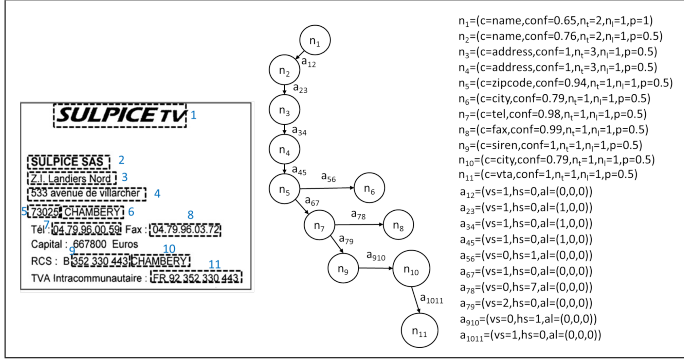 SULPICE TV 1
SULPICE SAS 2
Z.I. Landiers Nord 3
533 avenue de villarcher 4
5 73025 CHAMBERY 6
7 8
Tél : 04.79.96.00.59 Fax : 04.79.96.03.72
Capital : 667800 Euros
9 10
RCS : B 352 330 443 CHAMBERY
11
TVA Intracommunautaire : FR 92 352 330 443
n1
a12
n2
a23
n3
a34
n4
a45
n5 a56 n6
a67
n7 a78 n8
a79
n9 a910 n10
a1011
n11
n1=(c=name,conf=0.65,nt=2,nl=1,p=1)
n2=(c=name,conf=0.76,nt=2,nl=1,p=0.5)
n3=(c=address,conf=1,nt=3,nl=1,p=0.5)
n4=(c=address,conf=1,nt=3,nl=1,p=0.5)
n5=(c=zipcode,conf=0.94,nt=1,nl=1,p=0.5)
n6=(c=city,conf=0.79,nt=1,nl=1,p=0.5)
n7=(c=tel,conf=0.98,nt=1,nl=1,p=0.5)
n8=(c=fax,conf=0.99,nt=1,nl=1,p=0.5)
n9=(c=siren,conf=1,nt=1,nl=1,p=0.5)
n10=(c=city,conf=0.79,nt=1,nl=1,p=0.5)
n11=(c=vta,conf=1,nt=1,nl=1,p=0.5)
a12=(vs=1,hs=0,al=(0,0,0))
a23=(vs=1,hs=0,al=(1,0,0))
a34=(vs=1,hs=0,al=(1,0,0))
a45=(vs=1,hs=0,al=(1,0,0))
a56=(vs=0,hs=1,al=(0,0,0))
a67=(vs=1,hs=0,al=(0,0,0))
a78=(vs=0,hs=7,al=(0,0,0))
a79=(vs=2,hs=0,al=(0,0,0))
a910=(vs=0,hs=1,al=(0,0,0))
a1011=(vs=1,hs=0,al=(0,0,0))